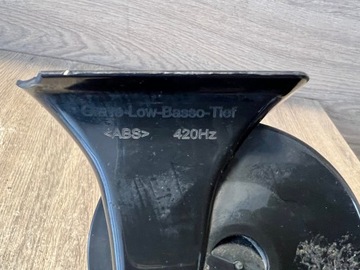 Grave-Low-Basso-Tief
<ABS> 420Hz